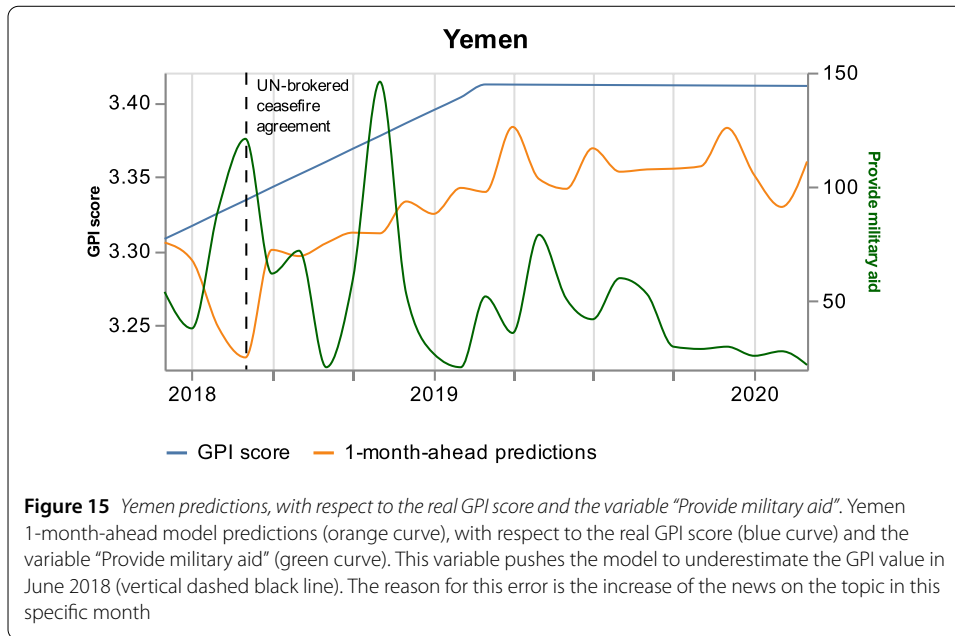 Yemen
UN-brokered
ceasefire
agreement
3.40
3.35
3.30
3.25
GPI score
150
100
50
Provide military aid
2018
2019
2020
GPI score
1-month-ahead predictions
Figure 15 Yemen predictions, with respect to the real GPI score and the variable “Provide military aid”. Yemen
1-month-ahead model predictions (orange curve), with respect to the real GPI score (blue curve) and the
variable “Provide military aid” (green curve). This variable pushes the model to underestimate the GPI value in
June 2018 (vertical dashed black line). The reason for this error is the increase of the news on the topic in this
specific month